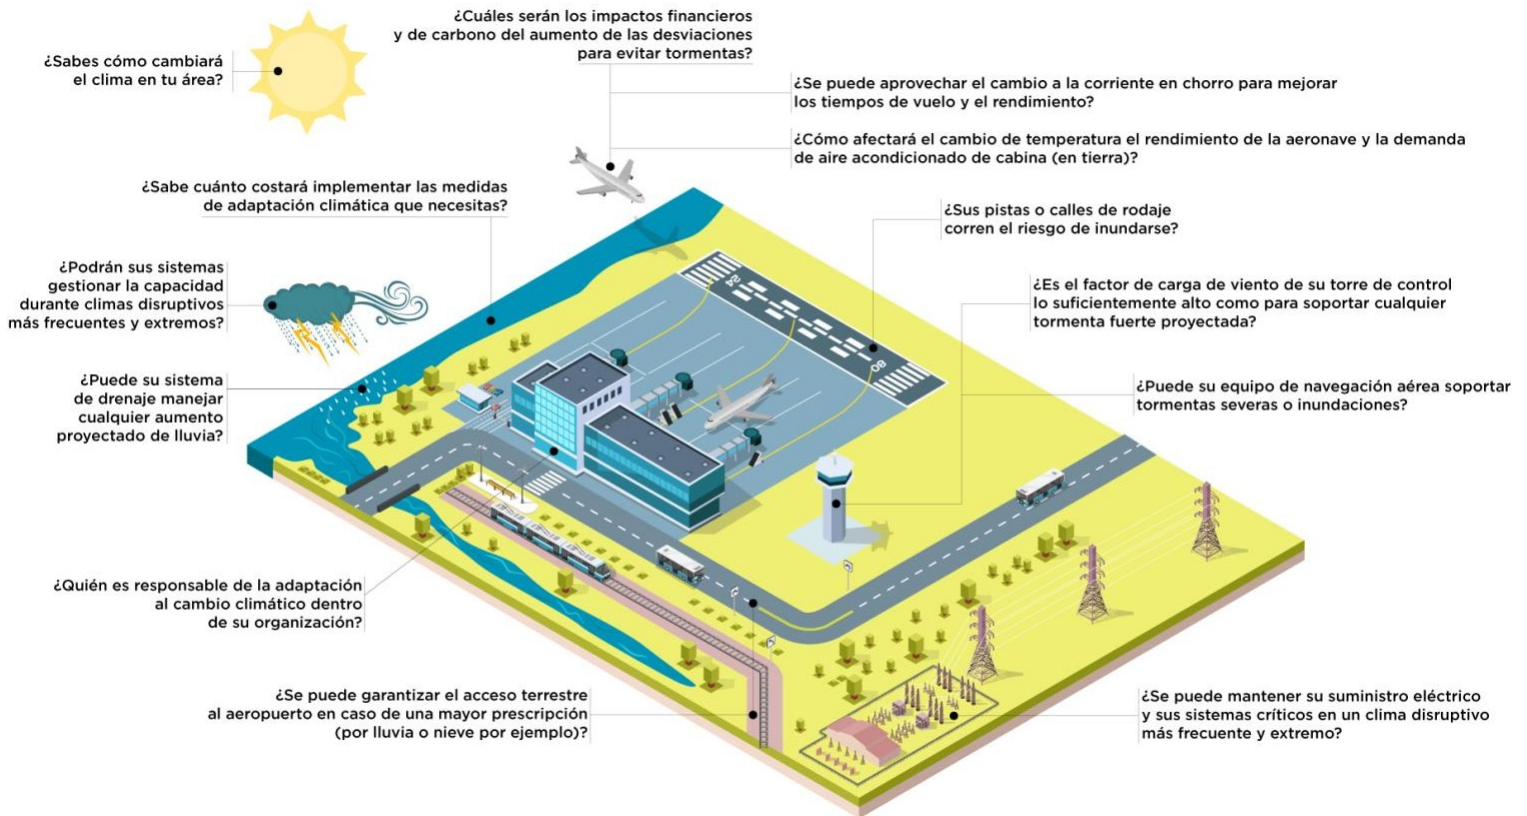 ¿Cuáles serán los impactos financieros
y de carbono del aumento de las desviaciones
para evitar tormentas?
¿Sabes cómo cambiará
el clima en tu área?
¿Se puede aprovechar el cambio a la corriente en chorro para mejorar
los tiempos de vuelo y el rendimiento?
¿Cómo afectará el cambio de temperatura el rendimiento de la aeronave y la demanda
de aire acondicionado de cabina (en tierra)?
¿Sabe cuánto costará implementar las medidas
de adaptación climática que necesitas?
¿Sus pistas o calles de rodaje
corren el riesgo de inundarse?
¿Podrán sus sistemas
gestionar la capacidad
durante climas disruptivos
más frecuentes y extremos?
¿Es el factor de carga de viento de su torre de control
lo suficientemente alto como para soportar cualquier
tormenta fuerte proyectada?
¿Puede su sistema
de drenaje manejar
cualquier aumento
proyectado de lluvia?
¿Puede su equipo de navegación aérea soportar
tormentas severas o inundaciones?
¿Quién es responsable de la adaptación
al cambio climático dentro
de su organización?
¿Se puede garantizar el acceso terrestre
al aeropuerto en caso de una mayor prescripción
(por lluvia o nieve por ejemplo)?
¿Se puede mantener su suministro eléctrico
y sus sistemas críticos en un clima disruptivo
más frecuente y extremo?
24
08